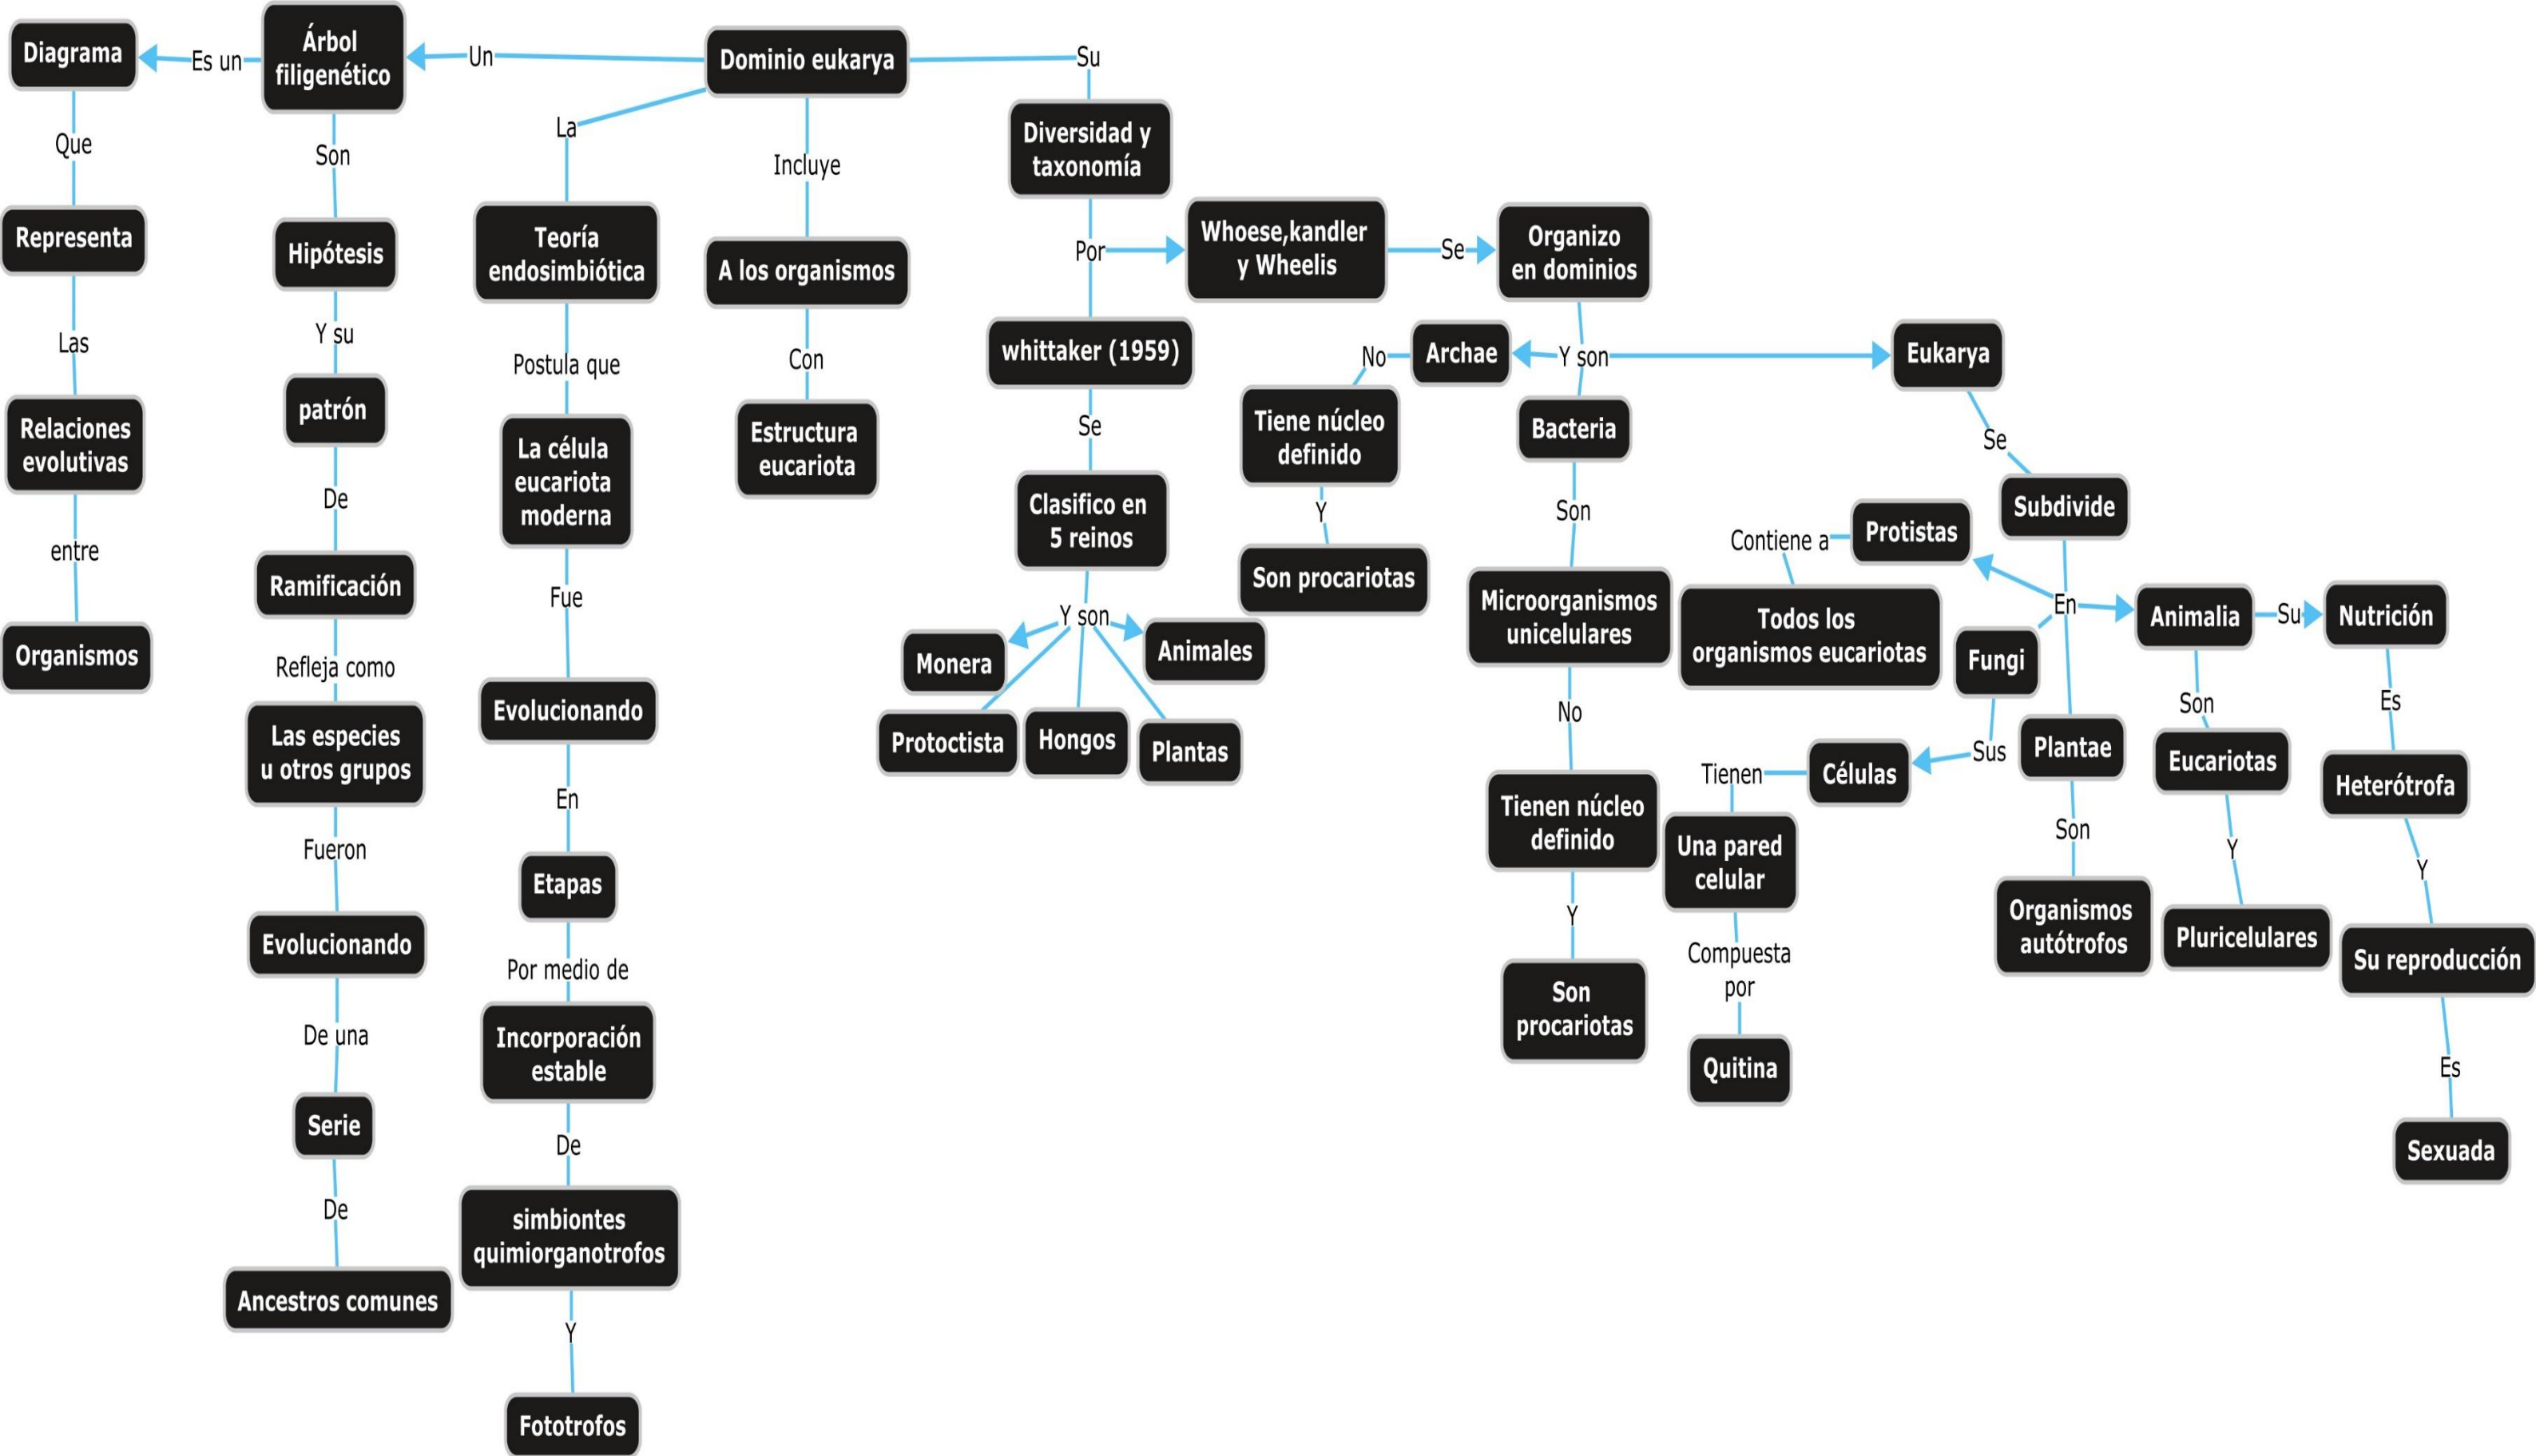 Diagrama
Es un
Árbol
filigenético
Un
Dominio eukarya
Su
Que
Representa
Las
Relaciones
evolutivas
entre
Organismos
Son
Hipótesis
Y su
patrón
De
Ramificación
Refleja como
Las especies
u otros grupos
Fueron
Evolucionando
De una
Serie
De
Ancestros comunes
La
Teoría
endosimbiótica
Postula que
La célula
eucariota
moderna
Fue
Evolucionando
En
Etapas
Por medio de
Incorporación
estable
De
simbiontes
quimiorganotrofos
Y
Fototrofos
Incluye
A los organismos
Con
Estructura
eucariota
Diversidad y
taxonomía
Por
Whoese,kandler
y Wheelis
Se
Organizo
en dominios
whittaker (1959)
Se
Clasifico en
5 reinos
Y son
Monera
Animales
Protoctista
Hongos
Plantas
Y son
Archae
No
Tiene núcleo
definido
Y
Son procariotas
Bacteria
Son
Microorganismos
unicelulares
No
Tienen núcleo
definido
Y
Son
procariotas
Eukarya
Se
Subdivide
En
Protistas
Contiene a
Todos los
organismos eucariotas
Fungi
Sus
Células
Tienen
Una pared
celular
Compuesta
por
Quitina
Plantae
Son
Organismos
autótrofos
Animalia
Su
Nutrición
Son
Eucariotas
Y
Pluricelulares
Es
Heterótrofa
Y
Su reproducción
Es
Sexuada